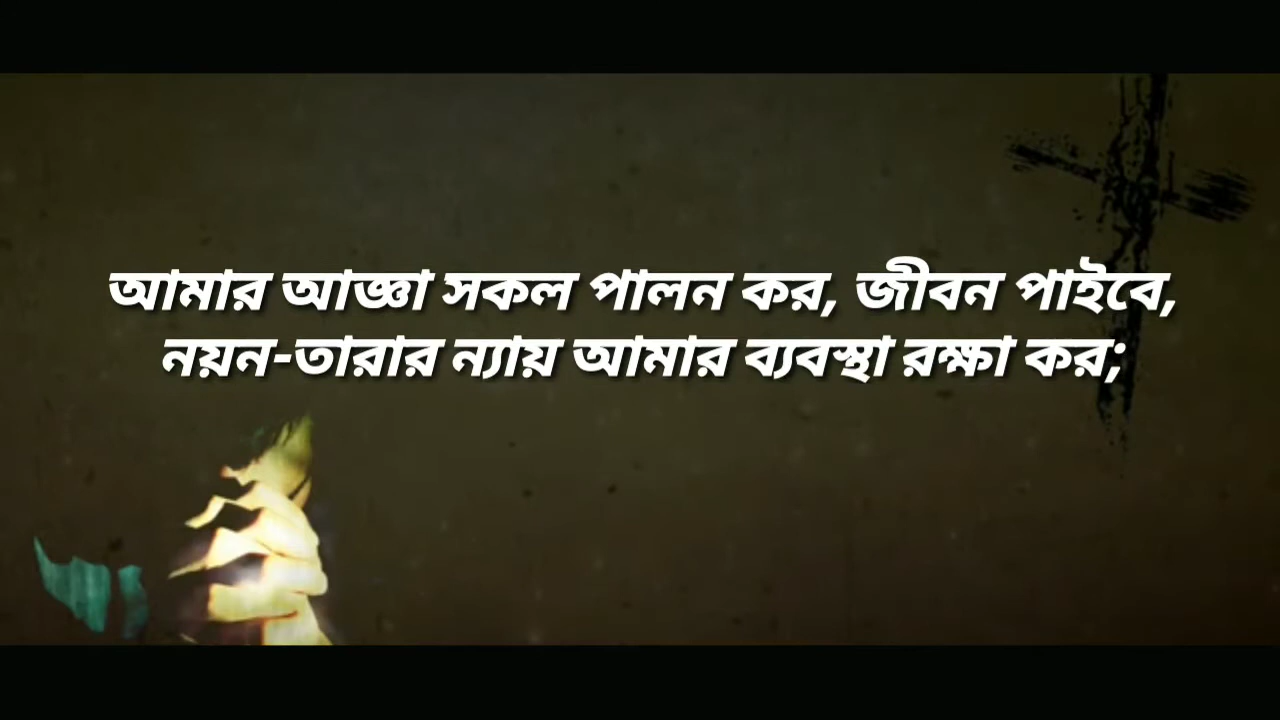 আমার আজ্ঞা সকল পালন কর, জীবন পাইবে,
নয়ন-তারার ন্যায় আমার ব্যবস্থা রক্ষা কর;